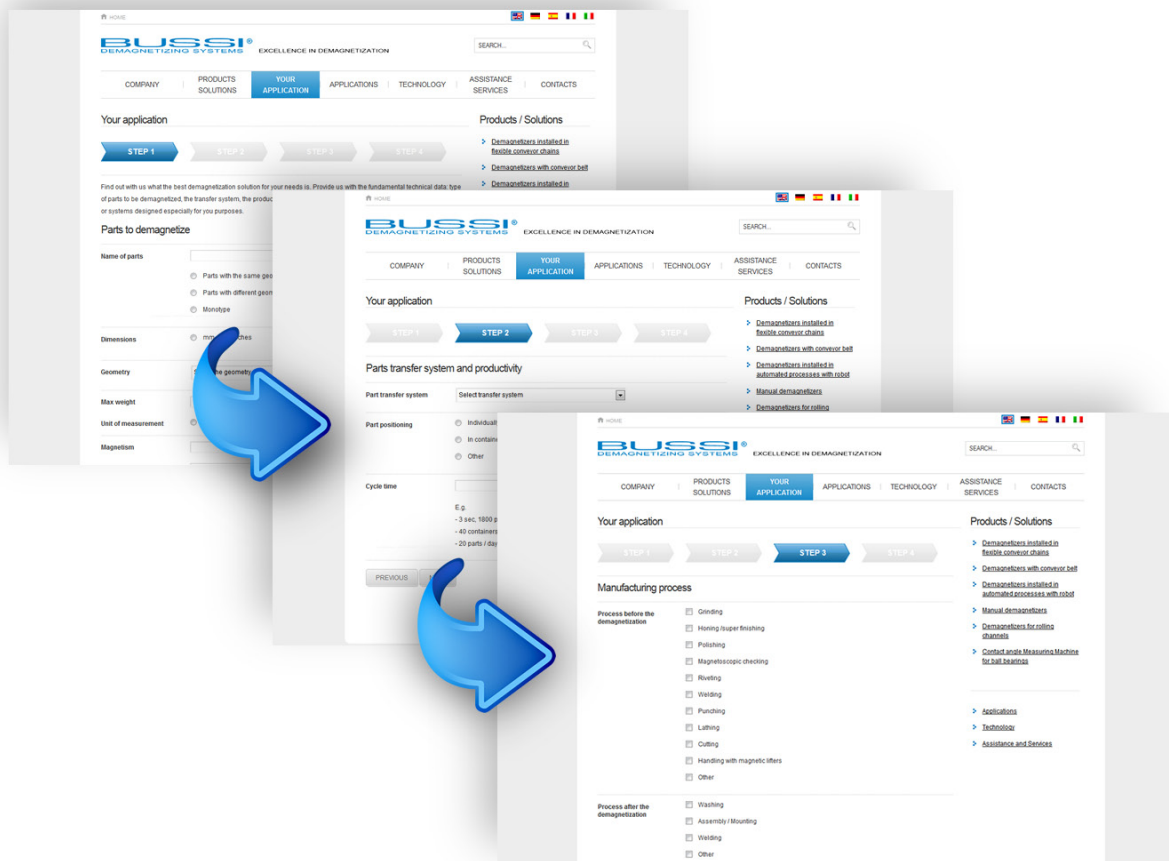 HOME
BUSSI®
DEMAGNETIZING SYSTEMS
EXCELLENCE IN DEMAGNETIZATION
SEARCH...
COMPANY
PRODUCTS
SOLUTIONS
YOUR
APPLICATION
APPLICATIONS
TECHNOLOGY
ASSISTANCE
SERVICES
CONTACTS
Your application
STEP 1
STEP 2
STEP 3
STEP 4
Find out with us what the best demagnetization solution for your needs is. Provide us with the fundamental technical data: type
of parts to be demagnetized, the transfer system, the
or systems designed especially for you purposes.
Parts to demagnetize
Name of parts
Parts with the same
Parts with different
Monotype
Dimensions
Geometry
Max weight
Unit of measurement
Magnetism
Products / Solutions
Demagnetizers installed in
flexible conveyor chains
Demagnetizers with conveyor belt
Demagnetizers installed in
HOME
BUSSI®
DEMAGNETIZING SYSTEMS
EXCELLENCE IN DEMAGNETIZATION
SEARCH...
COMPANY
PRODUCTS
SOLUTIONS
YOUR
APPLICATION
APPLICATIONS
TECHNOLOGY
ASSISTANCE
SERVICES
CONTACTS
Your application
STEP 1
STEP 2
STEP 3
STEP 4
Parts transfer system and productivity
Part transfer system
Select transfer system
Part positioning
Individually
In
Other
Cycle time
E.g.
- 3 sec, 1800
- 40 containers
- 20 parts /
PREVIOUS
Products / Solutions
Demagnetizers installed in
flexible conveyor chains
Demagnetizers with conveyor belt
Demagnetizers installed in
automated processes with robot
Manual demagnetizers
Demagnetizers for rolling
HOME
BUSSI®
DEMAGNETIZING SYSTEMS
EXCELLENCE IN DEMAGNETIZATION
SEARCH...
COMPANY
PRODUCTS
SOLUTIONS
YOUR
APPLICATION
APPLICATIONS
TECHNOLOGY
ASSISTANCE
SERVICES
CONTACTS
Your application
STEP 1
STEP 2
STEP 3
STEP 4
Manufacturing process
Process before the
demagnetization
Grinding
Honing /super finishing
Polishing
Magnetoscopic checking
Riveting
Welding
Punching
Lathing
Cutting
Handling with magnetic lifters
Other
Process after the
demagnetization
Washing
Assembly / Mounting
Welding
Other
Products / Solutions
Demagnetizers installed in
flexible conveyor chains
Demagnetizers with conveyor belt
Demagnetizers installed in
automated processes with robot
Manual demagnetizers
Demagnetizers for rolling
channels
Contact angle Measuring Machine
for ball bearings
Applications
Technology
Assistance and Services